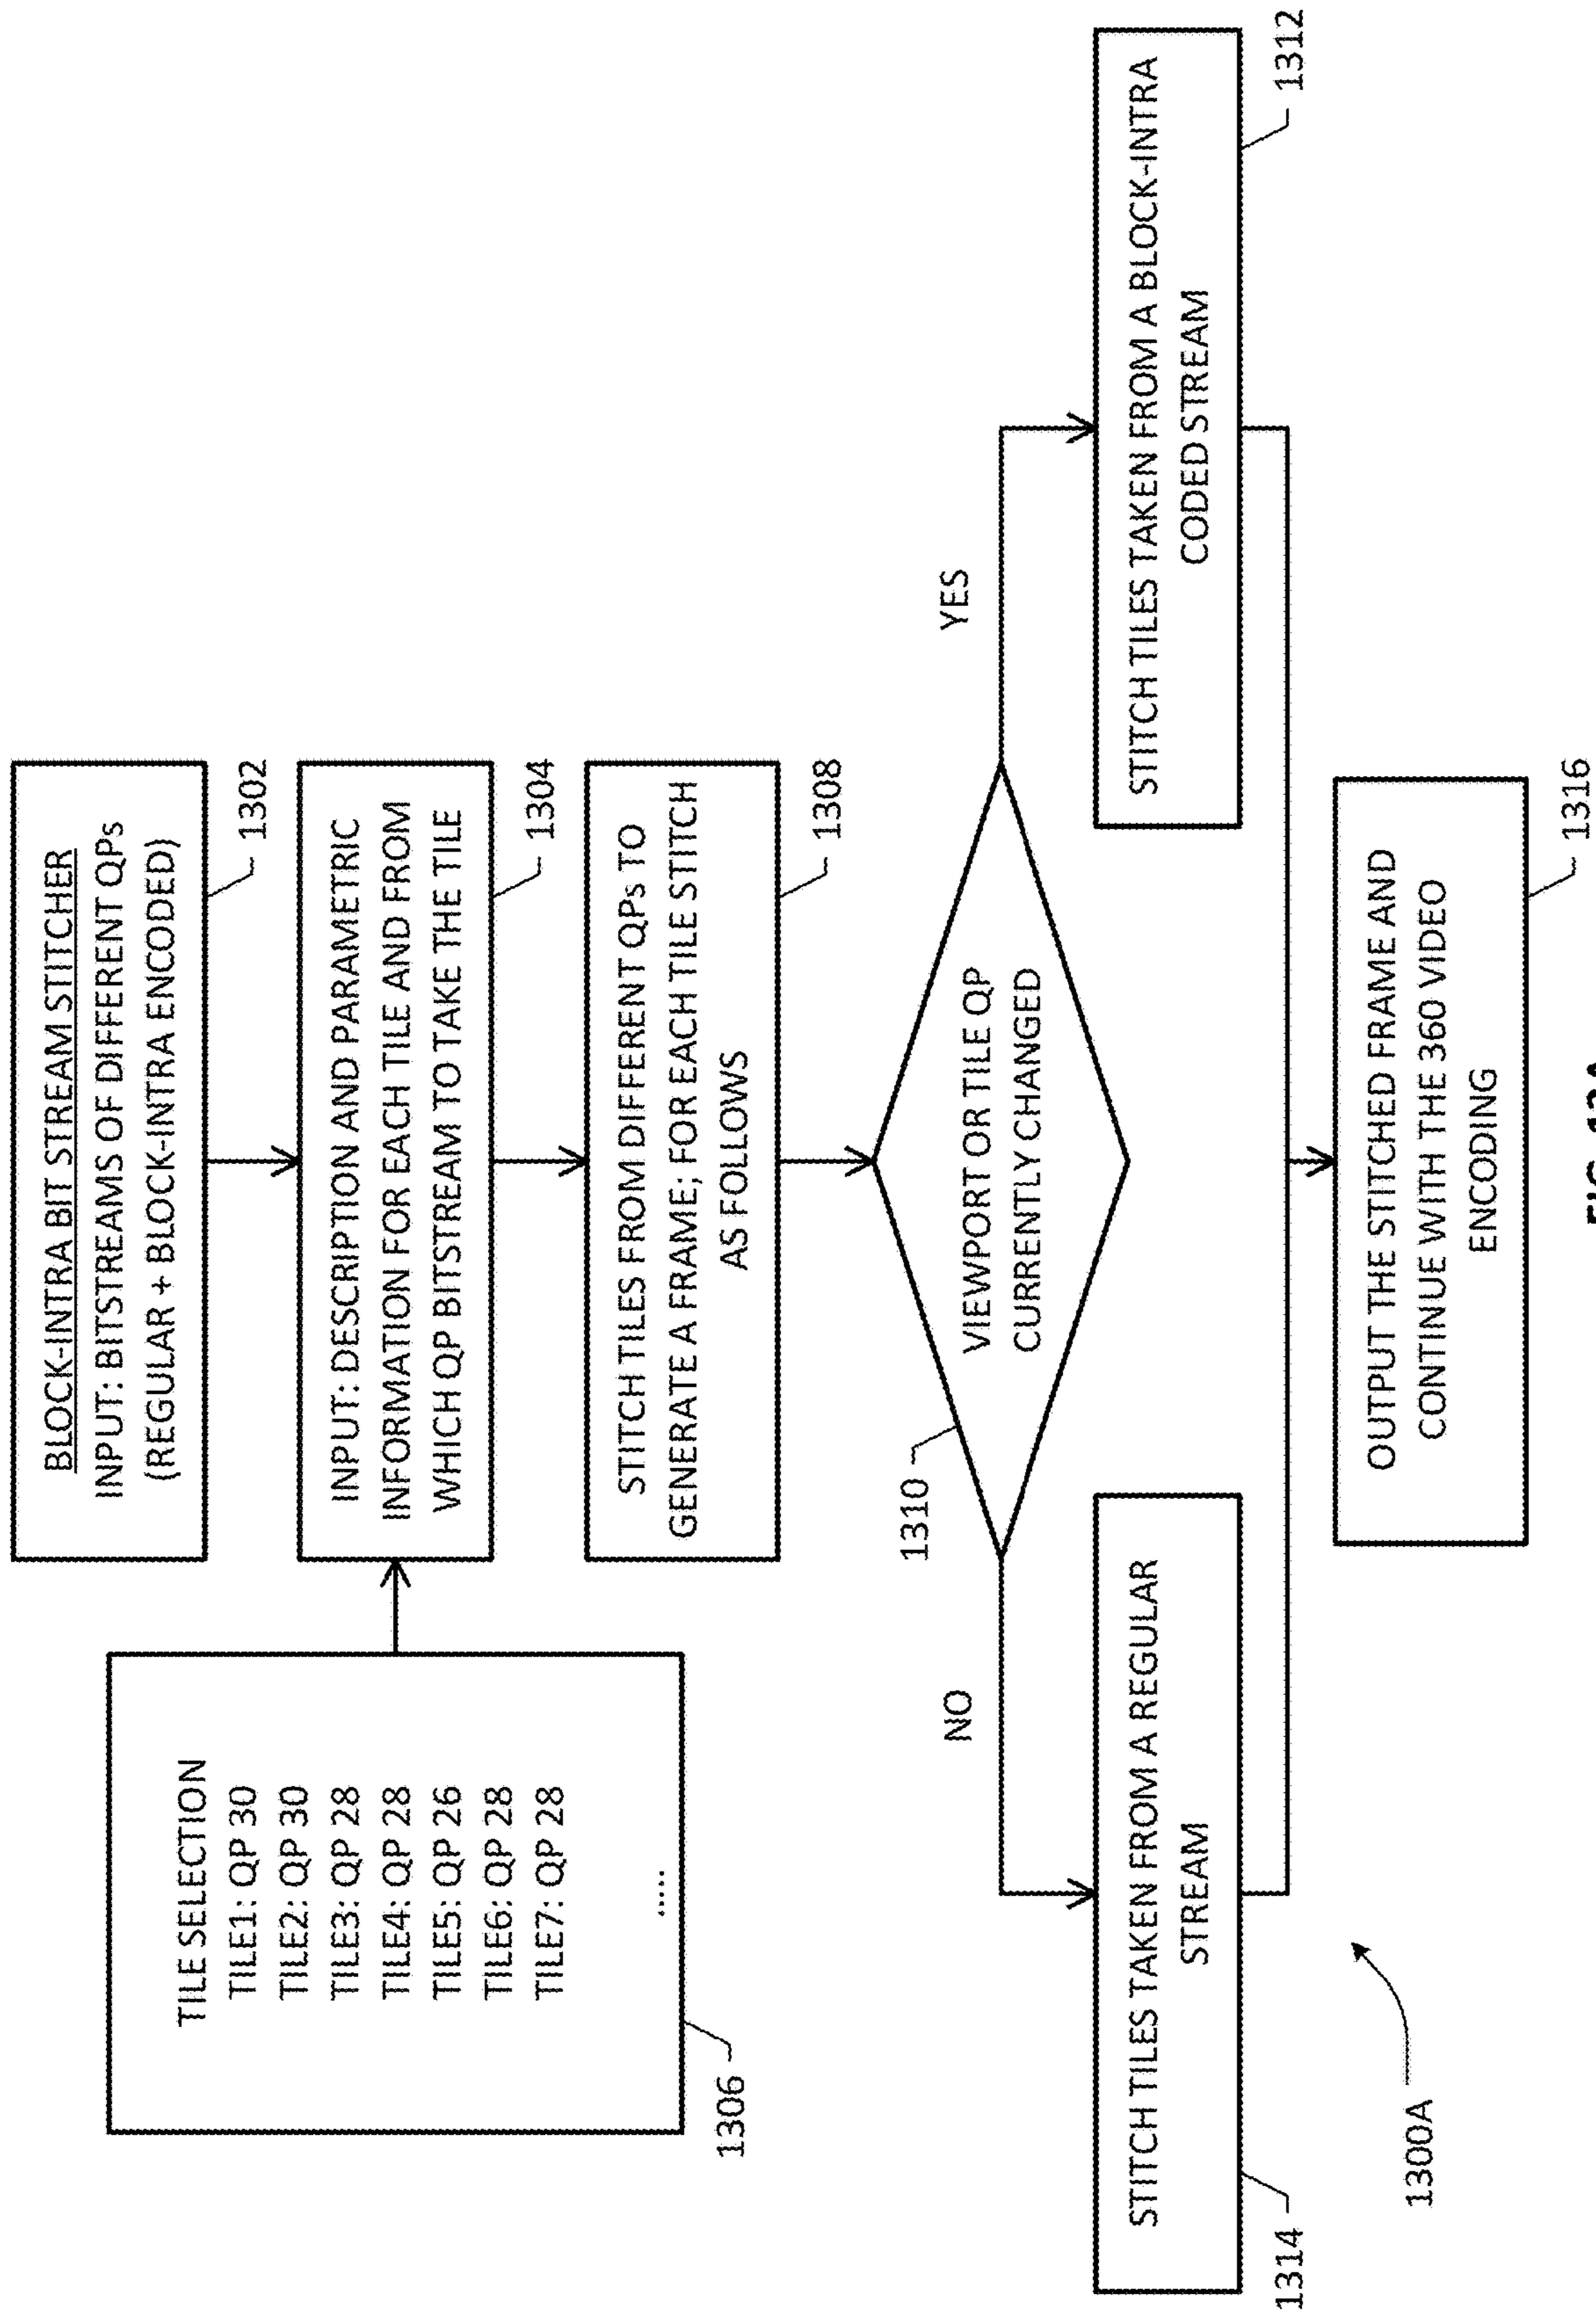 BLOCK-INTRA BIT STREAM STITCHER
INPUT: BITSTREAMS OF DIFFERENT QPs
(REGULAR + BLOCK-INTRA ENCODED)
1302
TILE SELECTION
TILE1: QP 30
TILE2: QP 30
TILE3: QP 28
TILE4: QP 28
TILE5: QP 26
TILE6: QP 28
TILE7: QP 28
.....
1306
INPUT: DESCRIPTION AND PARAMETRIC
INFORMATION FOR EACH TILE AND FROM
WHICH QP BITSTREAM TO TAKE THE TILE
1304
STITCH TILES FROM DIFFERENT QPs TO
GENERATE A FRAME; FOR EACH TILE STITCH
AS FOLLOWS
1308
1310
VIEWPORT OR TILE QP
CURRENTLY CHANGED
NO
YES
STITCH TILES TAKEN FROM A REGULAR
STREAM
1314
STITCH TILES TAKEN FROM A BLOCK-INTRA
CODED STREAM
1312
OUTPUT THE STITCHED FRAME AND
CONTINUE WITH THE 360 VIDEO
ENCODING
1316
1300A